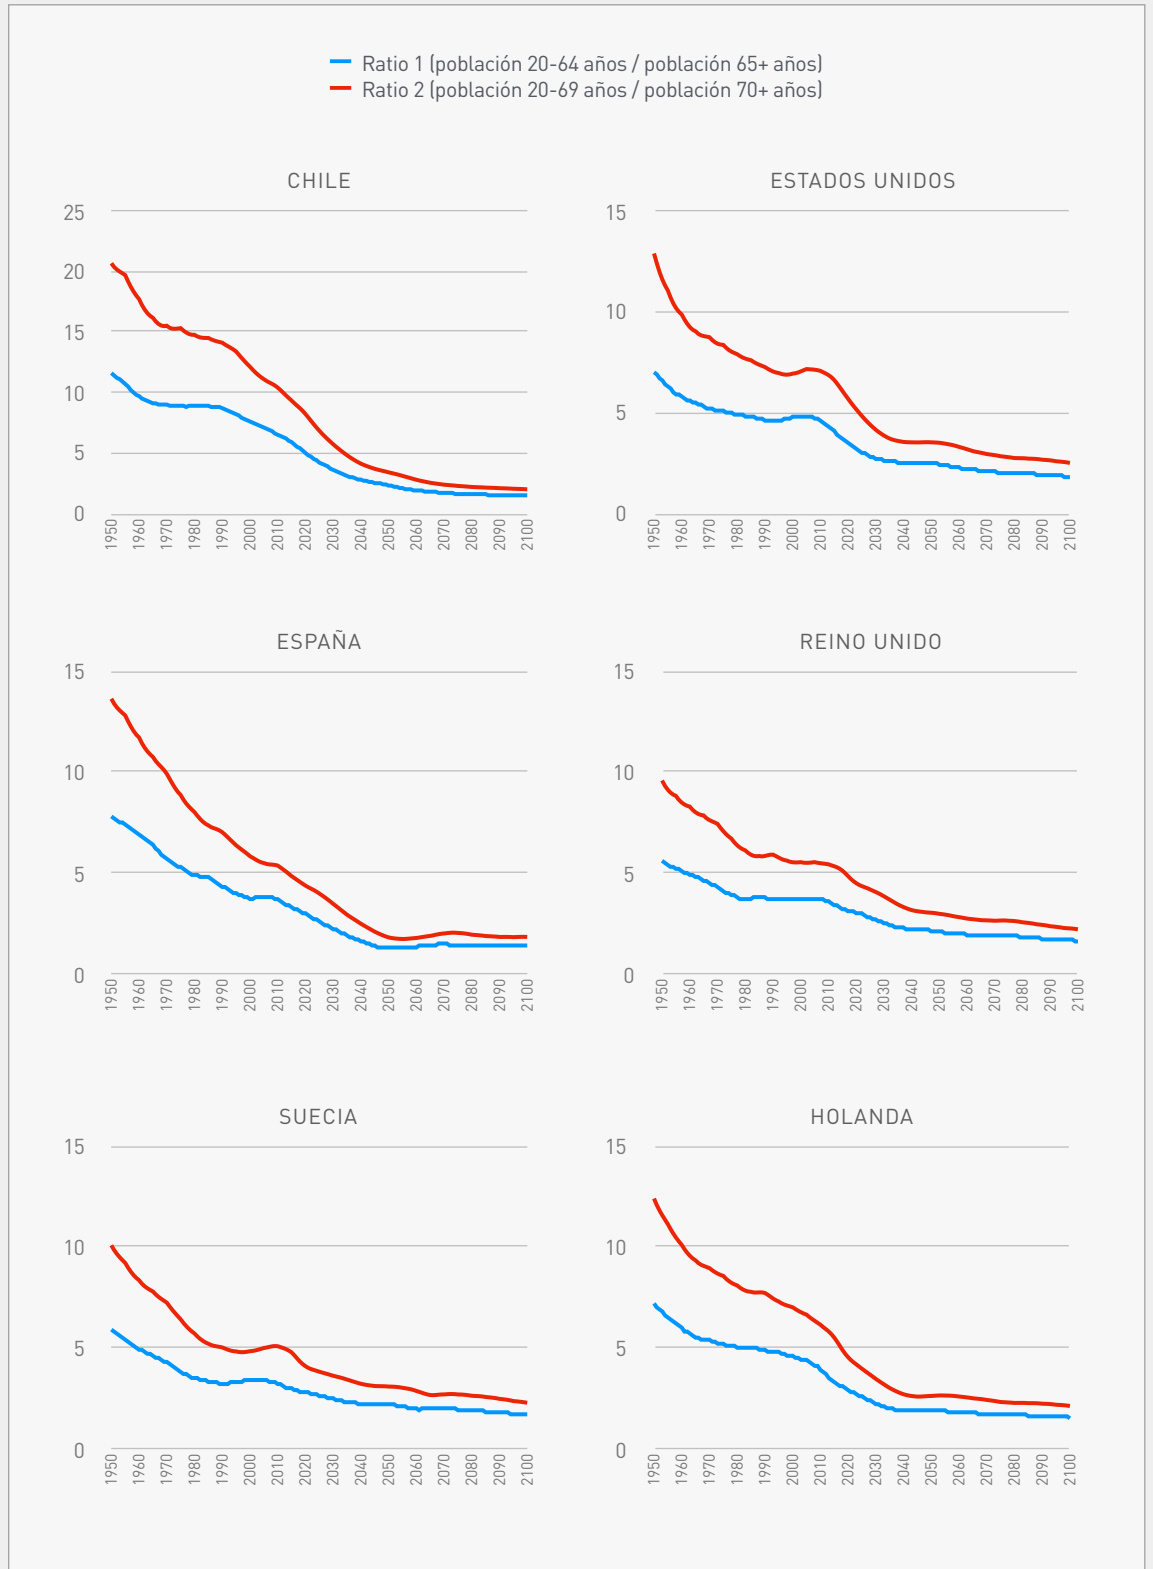 Ratio 1 (población 20-64 años / población 65+ años)
Ratio 2 (población 20-69 años / población 70+ años)
CHILE
25
20
15
10
5
0
1950 1960 1970 1980 1990 2000 2010 2020 2030 2040 2050 2060 2070 2080 2090 2100
ESTADOS UNIDOS
15
10
5
0
1950 1960 1970 1980 1990 2000 2010 2020 2030 2040 2050 2060 2070 2080 2090 2100
ESPAÑA
15
10
5
0
1950 1960 1970 1980 1990 2000 2010 2020 2030 2040 2050 2060 2070 2080 2090 2100
REINO UNIDO
15
10
5
0
1950 1960 1970 1980 1990 2000 2010 2020 2030 2040 2050 2060 2070 2080 2090 2100
SUECIA
15
10
5
0
1950 1960 1970 1980 1990 2000 2010 2020 2030 2040 2050 2060 2070 2080 2090 2100
HOLANDA
15
10
5
0
1950 1960 1970 1980 1990 2000 2010 2020 2030 2040 2050 2060 2070 2080 2090 2100